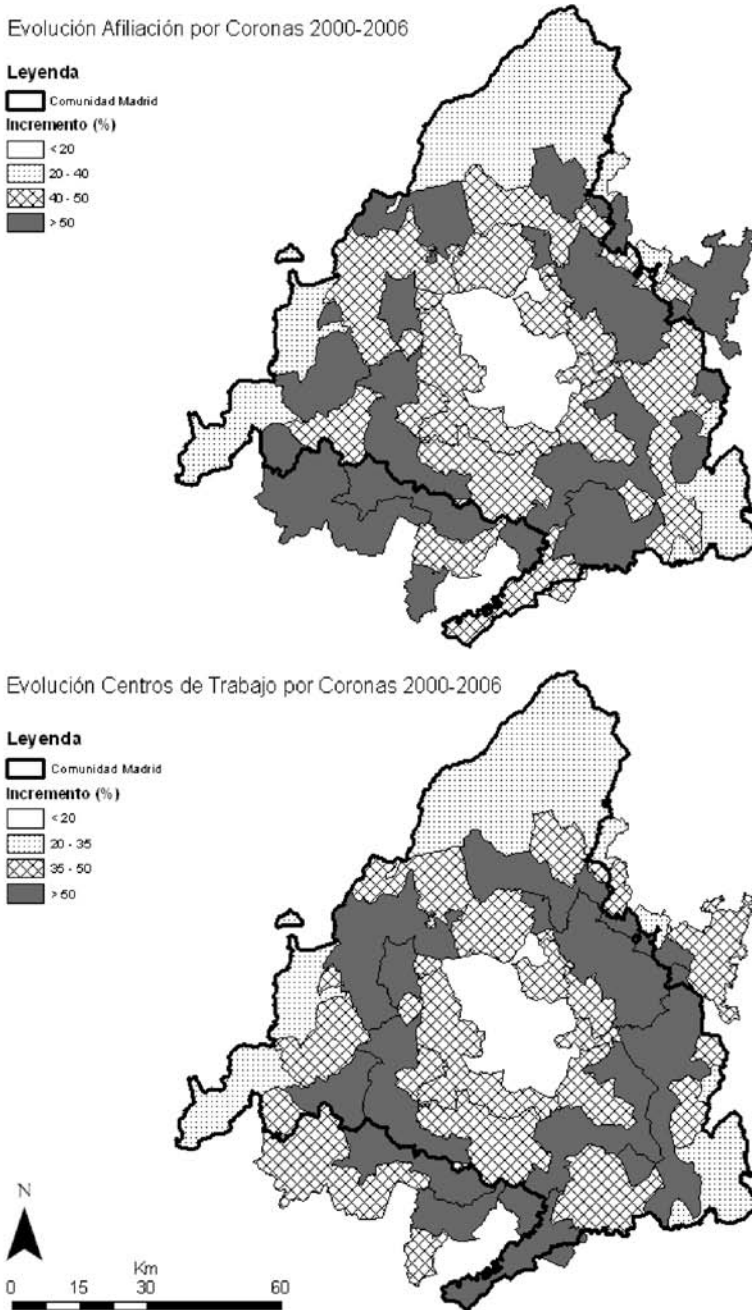 Evolución Afiliación por Coronas 2000-2006
Leyenda
Comunidad Madrid
Incremento (%)
< 20
20 - 40
40 - 50
> 50
Evolución Centros de Trabajo por Coronas 2000-2006
Leyenda
Comunidad Madrid
Incremento (%)
< 20
20 - 35
35 - 50
> 50
N
Km
0 15 30 60